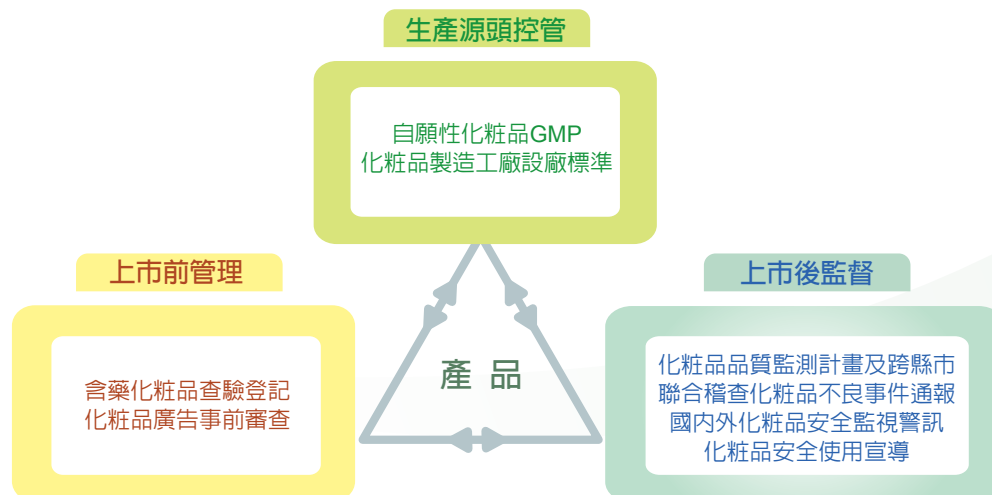 生產源頭控管
自願性化粧品GMP
化粧品製造工廠設廠標準
上市前管理
含藥化粧品查驗登記
化粧品廣告事前審查
產品
上市後監督
化粧品品質監測計畫及跨縣市
聯合稽查化粧品不良事件通報
國内外化粧品安全監視警訊
化粧品安全使用宣導